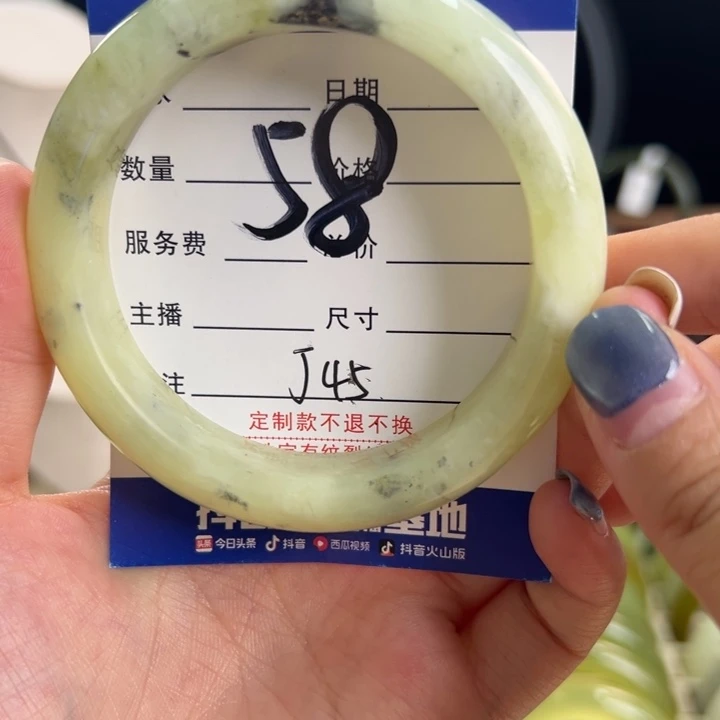 日期
58
数量 价格
服务费 价
主播 尺寸
注 J45
定制款不退不换
今日头条 抖音 西瓜视频 抖音火山版